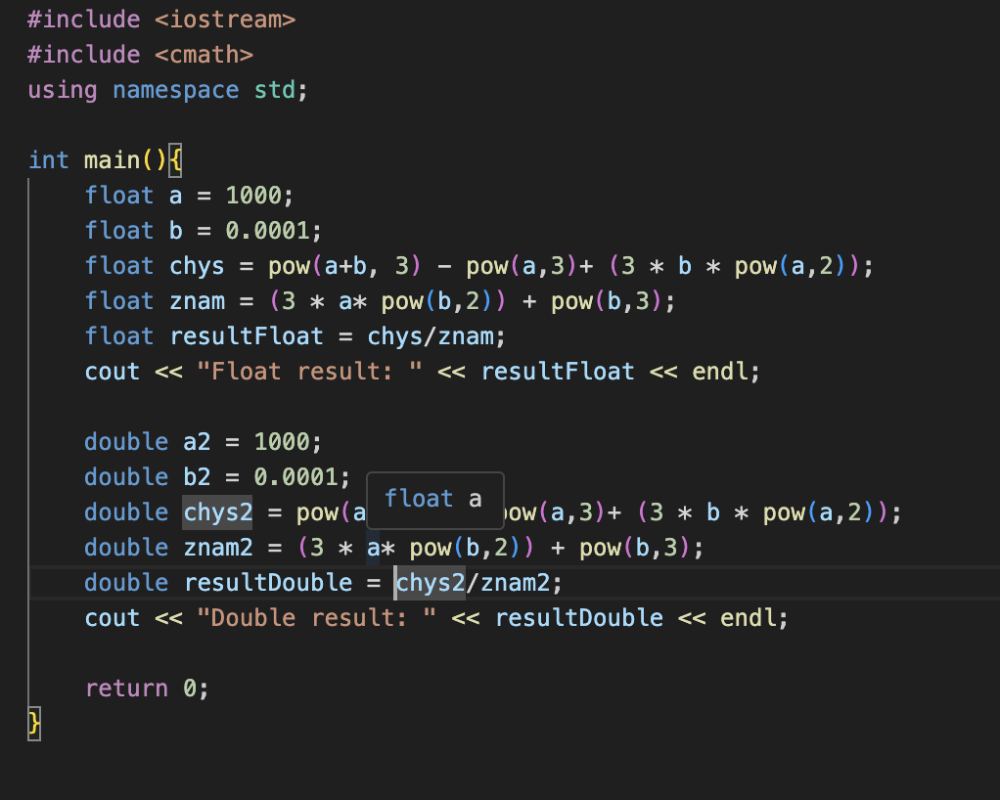 #include <iostream>
#include <cmath>
using namespace std;
int main(){
float a = 1000;
float b = 0.0001;
float chys = pow(a+b, 3) - pow(a,3)+ (3 * b * pow(a,2));
float znam = (3 * a* pow(b,2)) + pow(b,3);
float resultFloat = chys/znam;
cout << "Float result: " << resultFloat << endl;
double a2 = 1000;
double b2 = 0.0001;
float a
double chys2 = pow(a pow(a,3)+ (3 * b * pow(a,2));
double znam2 = (3 * a* pow(b,2)) + pow(b,3);
double resultDouble = chys2/znam2;
cout << "Double result: " << resultDouble << endl;
return 0;
}